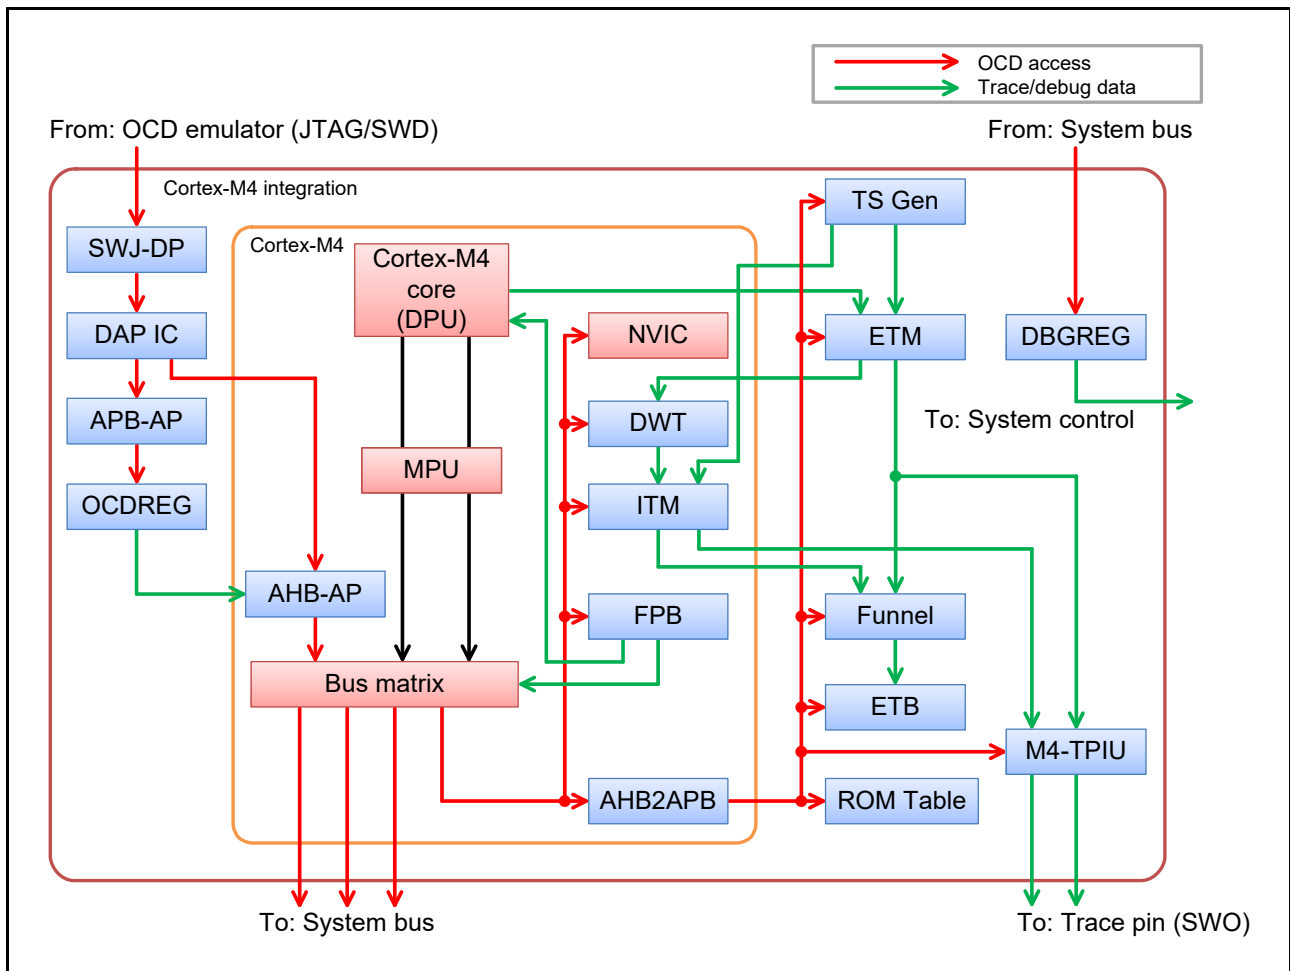 OCD access
Trace/debug data
From: OCD emulator (JTAG/SWD)
From: System bus
Cortex-M4 integration
TS Gen
SWJ-DP
Cortex-M4
Cortex-M4
core
(DPU)
DAP IC
NVIC
ETM
DBGREG
APB-AP
DWT
To: System control
MPU
OCDREG
ITM
AHB-AP
FPB
Funnel
Bus matrix
ETB
M4-TPIU
AHB2APB
ROM Table
To: System bus
To: Trace pin (SWO)